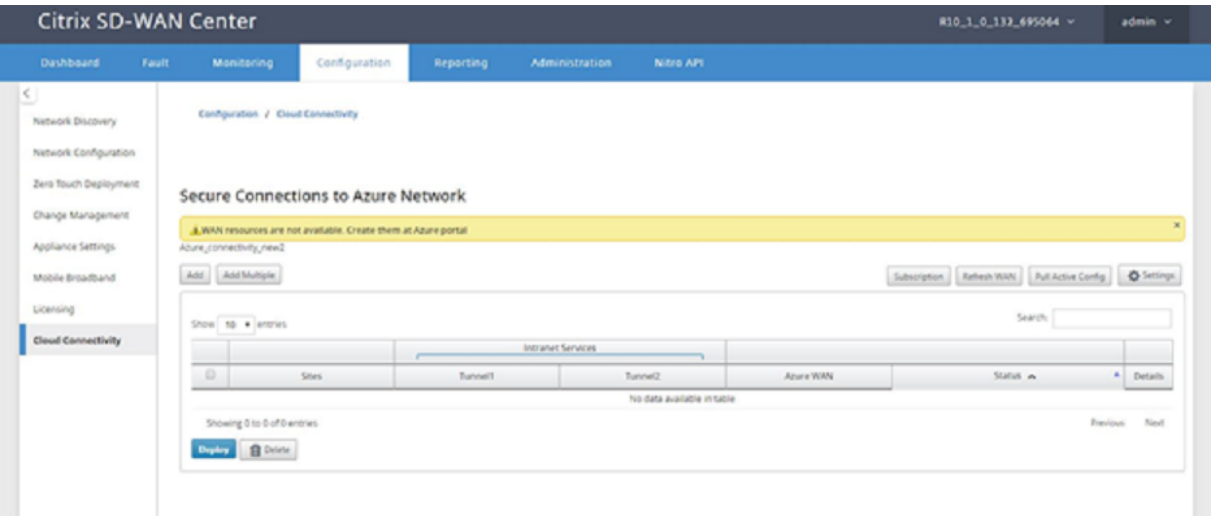 Citrix SD-WAN Center
R10_1_0_133_695064 admin
Dashboard Fault Monitoring Configuration Reporting Administration Nitro API
Network Discovery
Network Configuration
Zero Touch Deployment
Change Management
Appliance Settings
Mobile Broadband
Licensing
Cloud Connectivity
Configuration / Cloud Connectivity
Secure Connections to Azure Network
WAN resources are not available. Create them at Azure portal ×
Azure_connectivity_new2
Add Add Multiple Subscription Refresh WAN Pull Active Config Settings
Show 10 entries Search:
Intranet Services
Sites Tunnel1 Tunnel2 Azure WAN Status Details
No data available in table
Showing 0 to 0 of 0 entries Previous Next
Deploy Delete